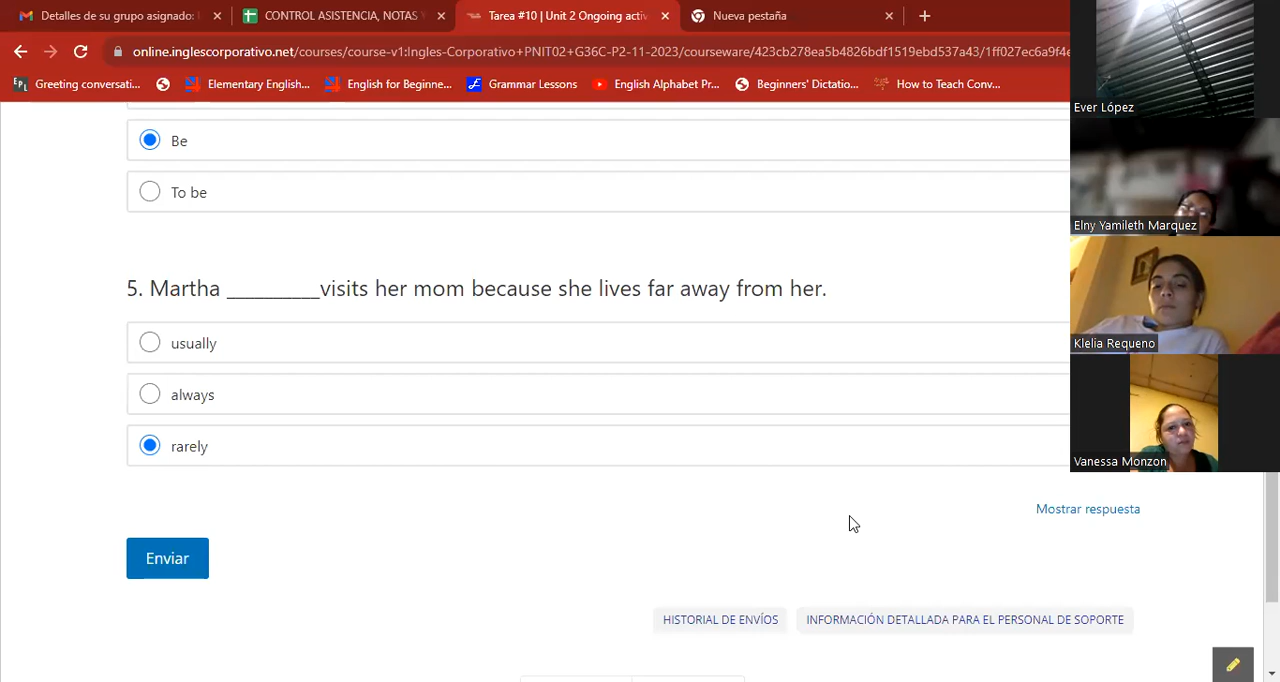 Detalles de su grupo asignado:
CONTROL ASISTENCIA, NOTAS Y
Tarea #10 | Unit 2 Ongoing activ
Nueva pestaña
online.inglescorporativo.net/courses/course-v1:Ingles-Corporativo+PNIT02+G36C-P2-11-2023/courseware/423cb278ea5b4826bdf1519ebd537a43/1ff027ec6a9f4e
Greeting conversati...
Elementary English...
English for Beginne...
Grammar Lessons
English Alphabet Pr...
Beginners' Dictatio...
How to Teach Conv...
Ever López
Be
To be
Elny Yamileth Marquez
5. Martha __________visits her mom because she lives far away from her.
usually
Klelia Requeno
always
rarely
Vanessa Monzon
Mostrar respuesta
Enviar
HISTORIAL DE ENVÍOS
INFORMACIÓN DETALLADA PARA EL PERSONAL DE SOPORTE